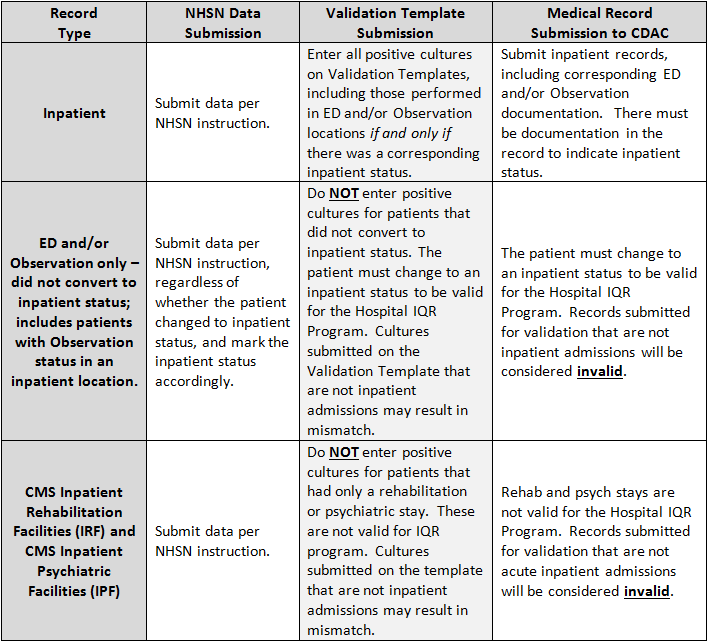 Record
Type
NHSN Data
Submission
Validation Template
Submission
Medical Record
Submission to CDAC
Inpatient
Submit data per
NHSN instruction.
Enter all positive cultures
on Validation Templates,
including those performed
in ED and/or Observation
locations if and only if
there was a corresponding
inpatient status.
Submit inpatient records,
including corresponding ED
and/or Observation
documentation.  There must
be documentation in the
record to indicate inpatient
status.
ED and/or
Observation only –
did not convert to
inpatient status;
includes patients
with Observation
status in an
inpatient location.
Submit data per
NHSN instruction,
regardless of
whether the patient
changed to inpatient
status, and mark the
inpatient status
accordingly.
Do NOT enter positive
cultures for patients that
did not convert to
inpatient status. The
patient must change to an
inpatient status to be valid
for the Hospital IQR
Program.  Cultures
submitted on the
Validation Template that
are not inpatient
admissions may result in
mismatch.
The patient must change to
an inpatient status to be valid
for the Hospital IQR
Program.  Records submitted
for validation that are not
inpatient admissions will be
considered invalid.
CMS Inpatient
Rehabilitation
Facilities (IRF) and
CMS Inpatient
Psychiatric
Facilities (IPF)
Submit data per
NHSN instruction.
Do NOT enter positive
cultures for patients that
had only a rehabilitation
or psychiatric stay.  These
are not valid for IQR
program.  Cultures
submitted on the template
that are not inpatient
admissions may result in
mismatch.
Rehab and psych stays are
not valid for the Hospital IQR
Program.  Records submitted
for validation that are not
acute inpatient admissions
will be considered invalid.